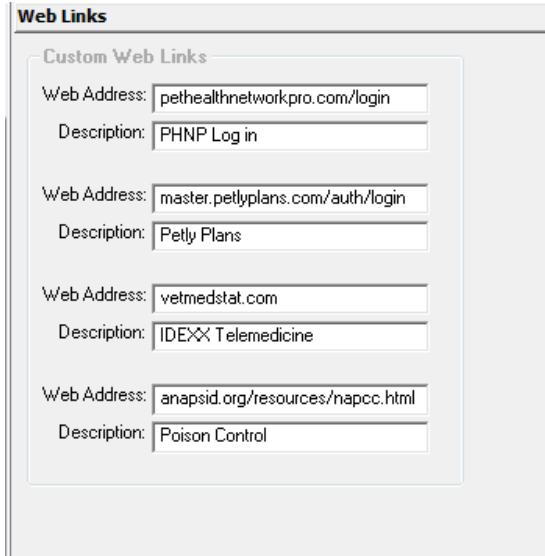 Web Links
Custom Web Links
Web Address: pethealthnetworkpro.com/login
Description: PHNP Log in
Web Address: master.petlyplans.com/auth/login
Description: Petly Plans
Web Address: vetmedstat.com
Description: IDEXX Telemedicine
Web Address: anapsid.org/resources/napcc.html
Description: Poison Control